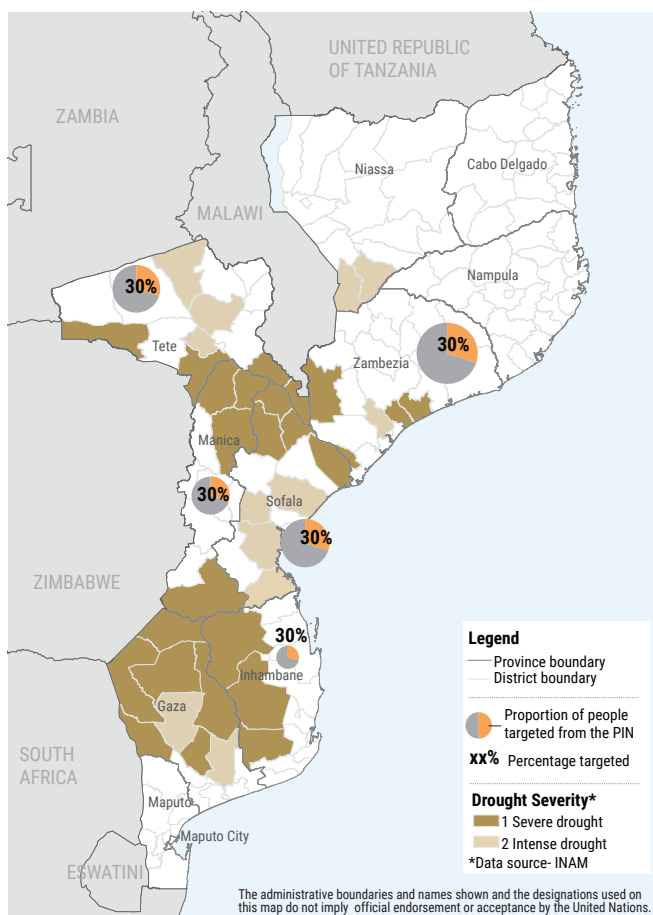 UNITED REPUBLIC
OF TANZANIA
ZAMBIA
Niassa
Cabo Delgado
MALAWI
Nampula
30%
Tete
30%
Zambezia
Manica
30%
Sofala
30%
ZIMBABWE
30%
Inhambane
Gaza
SOUTH
AFRICA
Maputo
Maputo City
ESWATINI
Legend
Province boundary
District boundary
Proportion of people
targeted from the PIN
xx% Percentage targeted
Drought Severity*
1 Severe drought
2 Intense drought
*Data source- INAM
The administrative boundaries and names shown and the designations used on
this map do not imply official endorsement or acceptance by the United Nations.